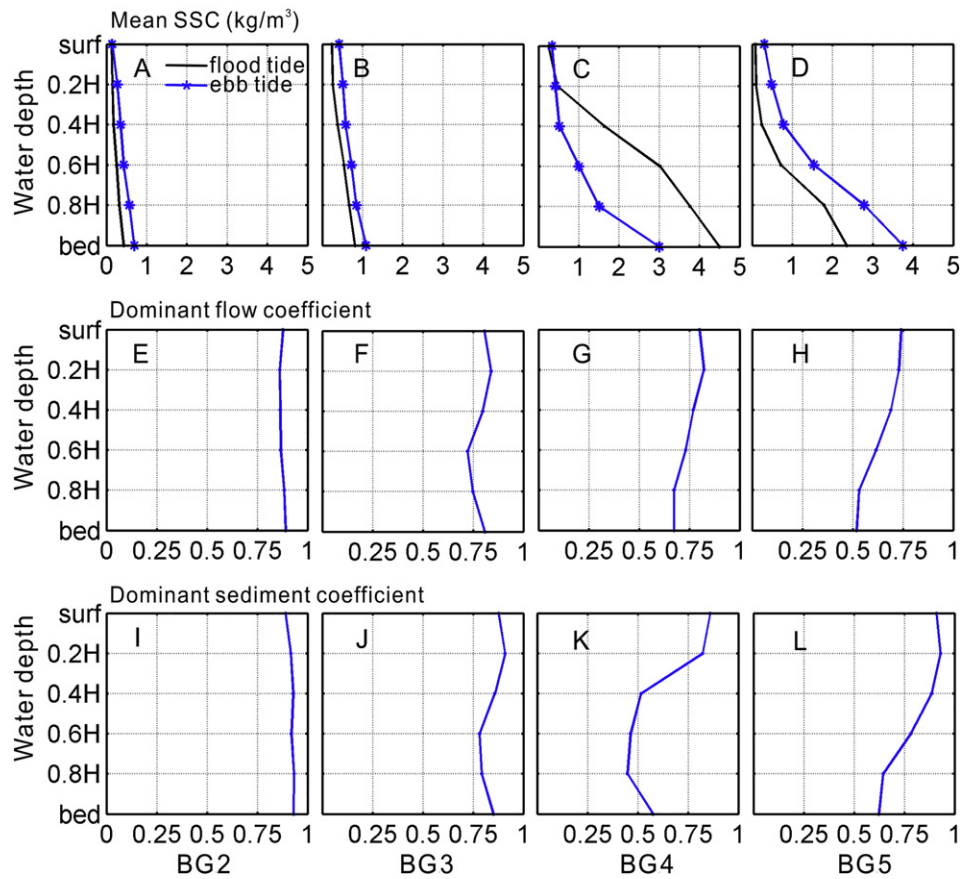 Mean SSC (kg/m³)
Water depth
surf
0.2H
0.4H
0.6H
0.8H
bed
A
flood tide
ebb tide
B
C
D
0 1 2 3 4 5
0 1 2 3 4 5
0 1 2 3 4 5
1 2 3 4 5
Dominant flow coefficient
Water depth
surf
0.2H
0.4H
0.6H
0.8H
bed
E
F
G
H
0.25 0.5 0.75 1
0.25 0.5 0.75 1
0.25 0.5 0.75 1
0.25 0.5 0.75 1
Dominant sediment coefficient
Water depth
surf
0.2H
0.4H
0.6H
0.8H
bed
I
J
K
L
0.25 0.5 0.75 1
0.25 0.5 0.75 1
0.25 0.5 0.75 1
0.25 0.5 0.75 1
BG2
BG3
BG4
BG5